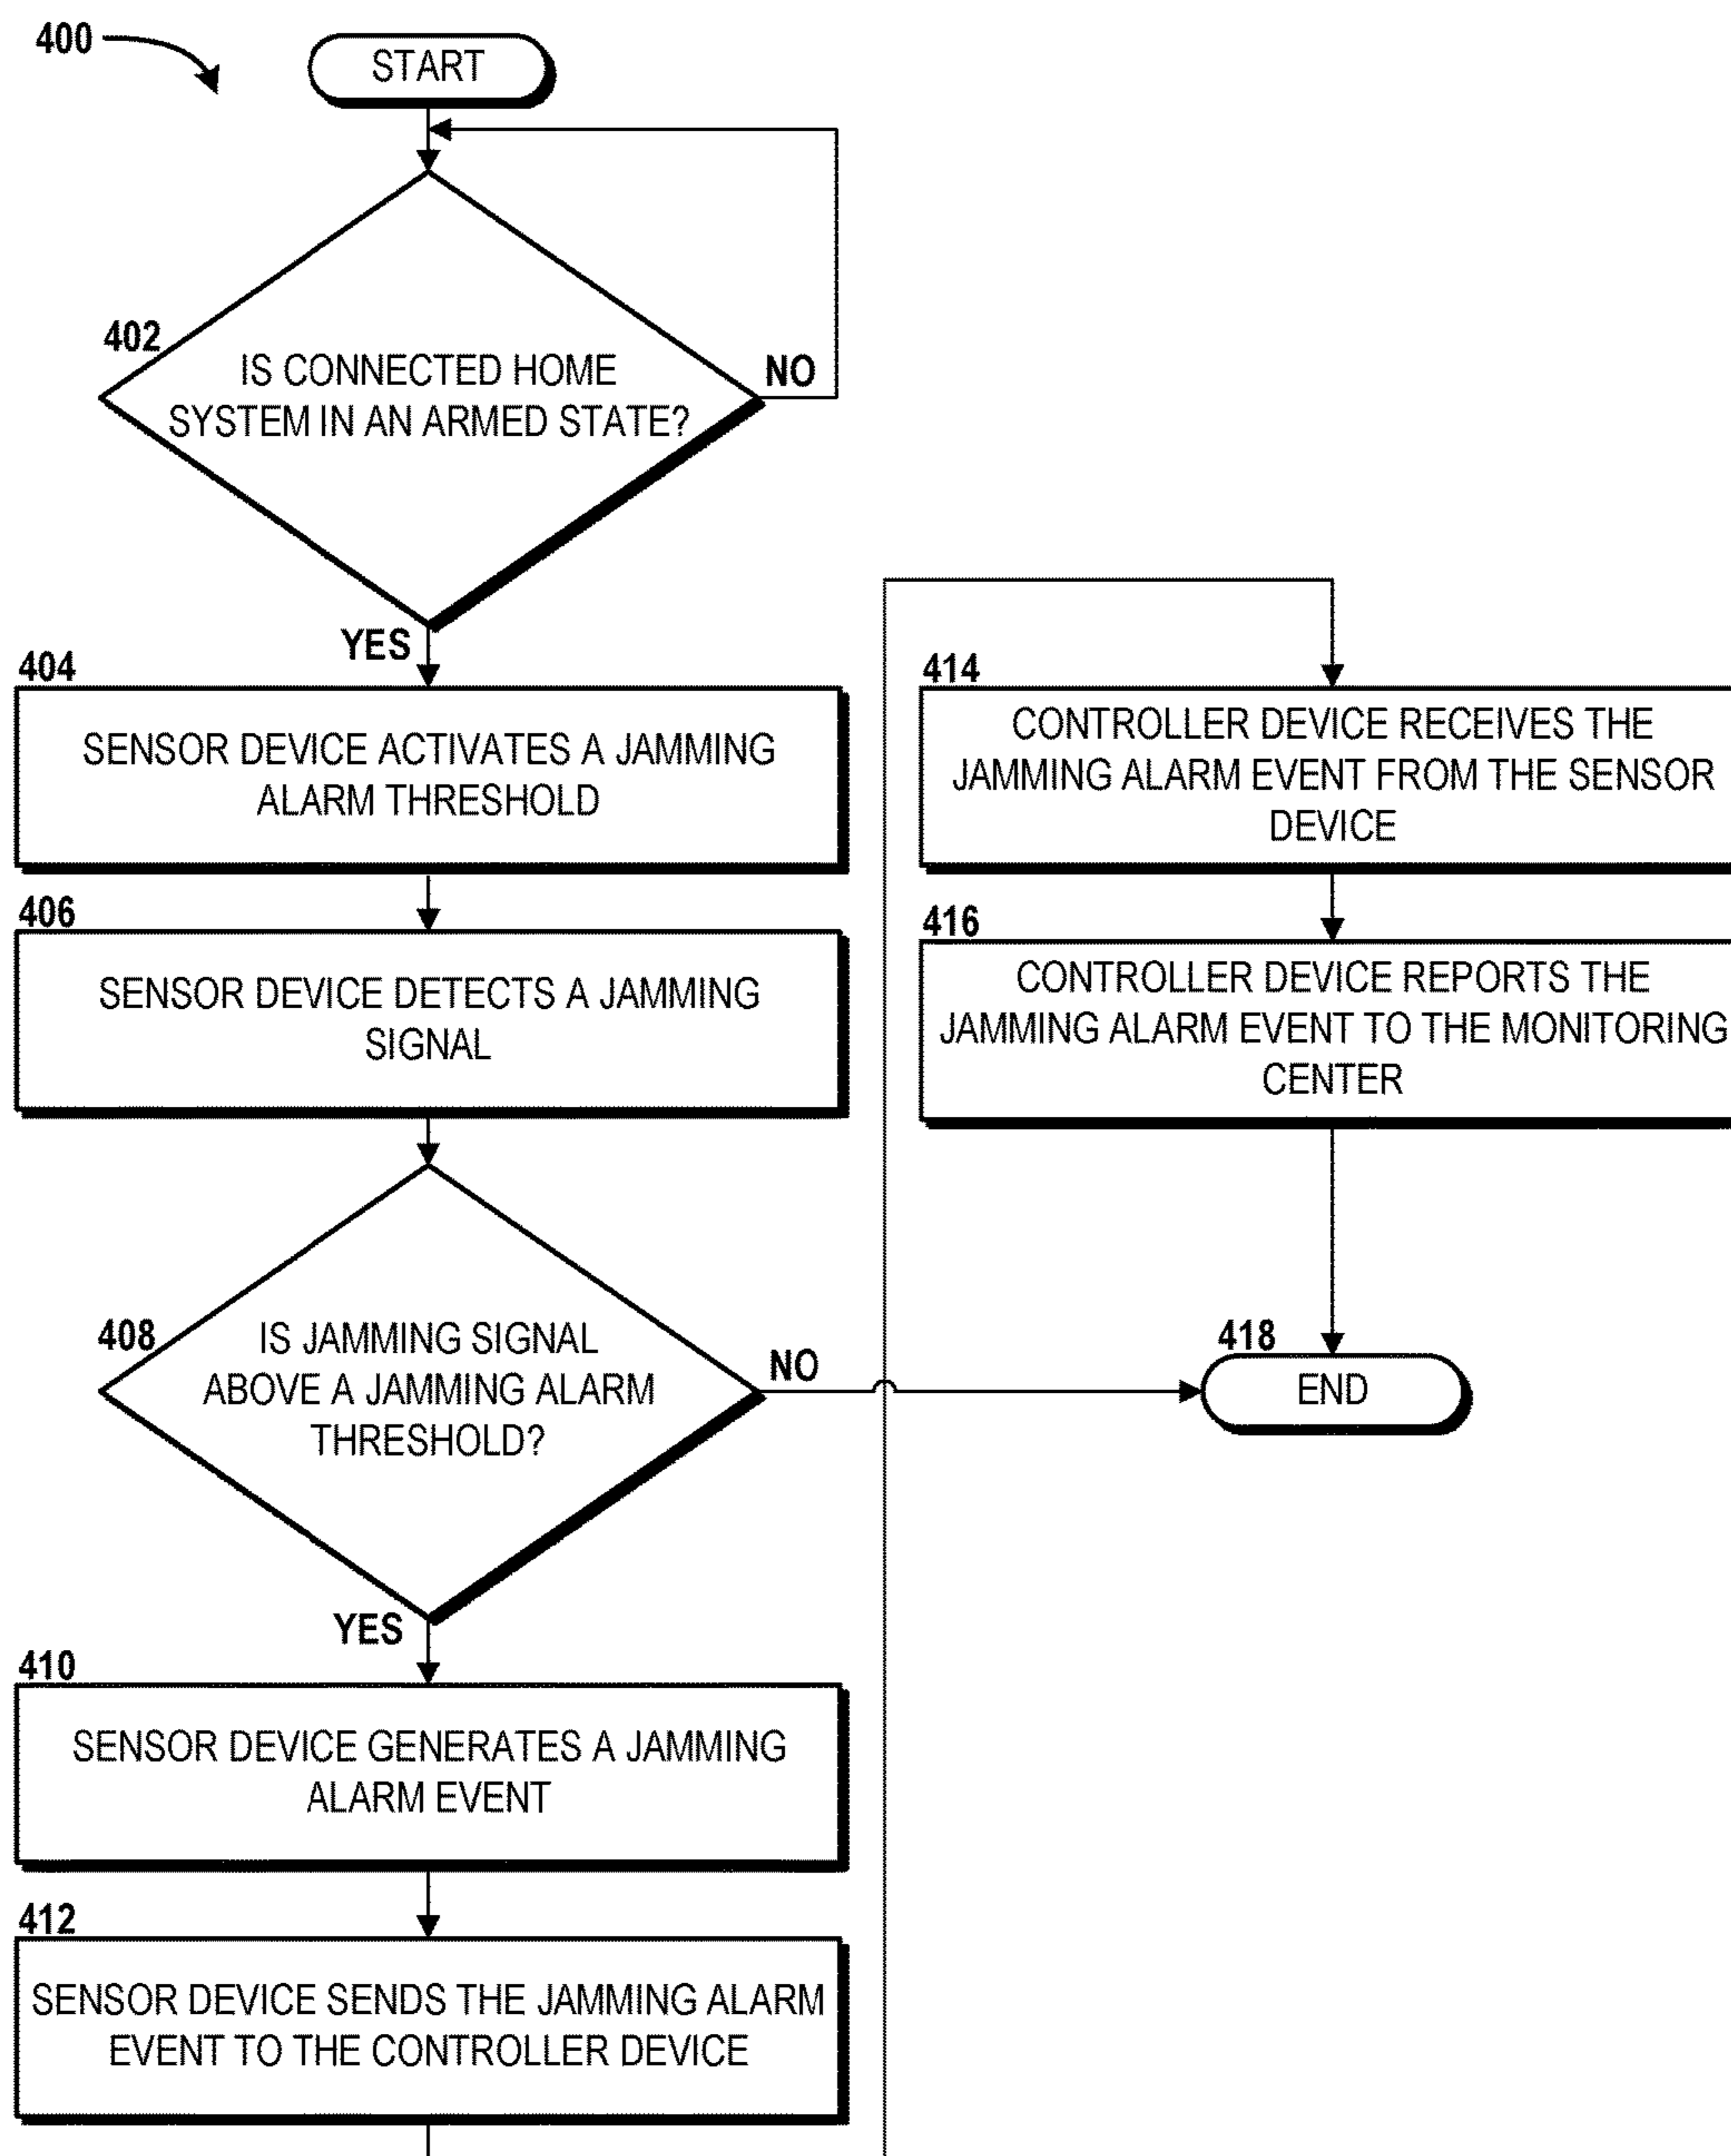 400
START
402
IS CONNECTED HOME
SYSTEM IN AN ARMED STATE?
NO
YES
404
SENSOR DEVICE ACTIVATES A JAMMING
ALARM THRESHOLD
406
SENSOR DEVICE DETECTS A JAMMING
SIGNAL
408
IS JAMMING SIGNAL
ABOVE A JAMMING ALARM
THRESHOLD?
NO
YES
410
SENSOR DEVICE GENERATES A JAMMING
ALARM EVENT
412
SENSOR DEVICE SENDS THE JAMMING ALARM
EVENT TO THE CONTROLLER DEVICE
414
CONTROLLER DEVICE RECEIVES THE
JAMMING ALARM EVENT FROM THE SENSOR
DEVICE
416
CONTROLLER DEVICE REPORTS THE
JAMMING ALARM EVENT TO THE MONITORING
CENTER
418
END